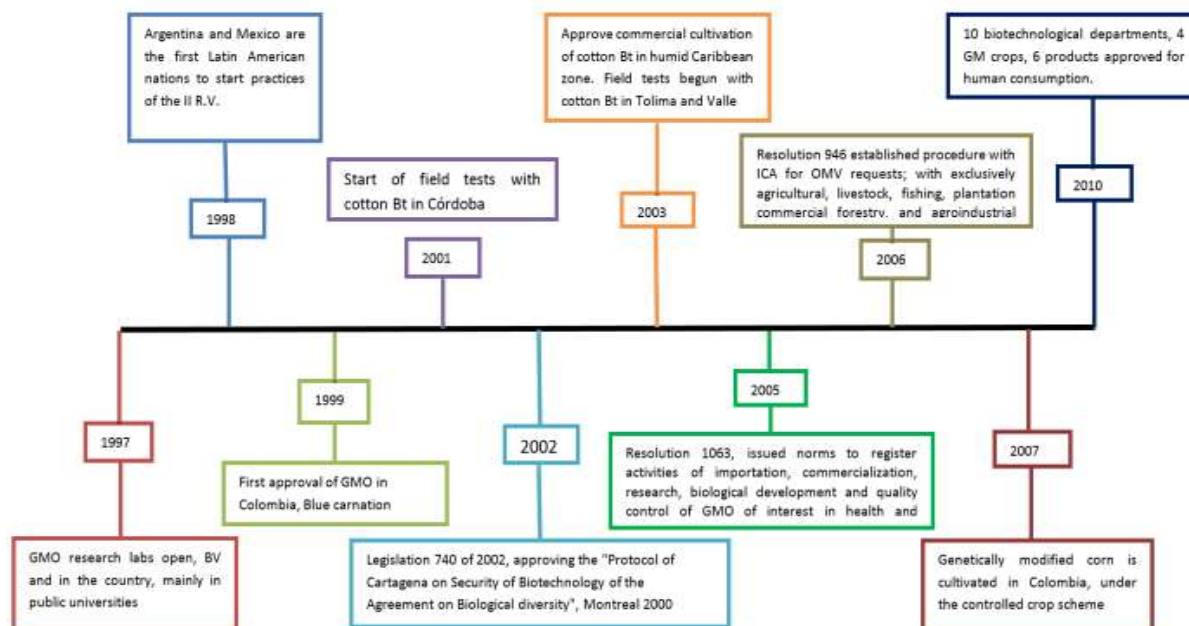 Argentina and Mexico are
the first Latin American
nations to start practices
of the II R.V.
1998
Start of field tests with
cotton Bt in Córdoba
2001
Approve commercial cultivation
of cotton Bt in humid Caribbean
zone. Field tests begun with
cotton Bt in Tolima and Valle
2003
Resolution 946 established procedure with
ICA for OMV requests; with exclusively
agricultural, livestock, fishing, plantation
commercial forestry, and agroindustrial
2006
10 biotechnological departments, 4
GM crops, 6 products approved for
human consumption.
2010
1997
GMO research labs open, BV
and in the country, mainly in
public universities
1999
First approval of GMO in
Colombia, Blue carnation
2002
Legislation 740 of 2002, approving the "Protocol of
Cartagena on Security of Biotechnology of the
Agreement on Biological diversity", Montreal 2000
2005
Resolution 1063, issued norms to register
activities of importation, commercialization,
research, biological development and quality
control of GMO of interest in health and
2007
Genetically modified corn is
cultivated in Colombia, under
the controlled crop scheme